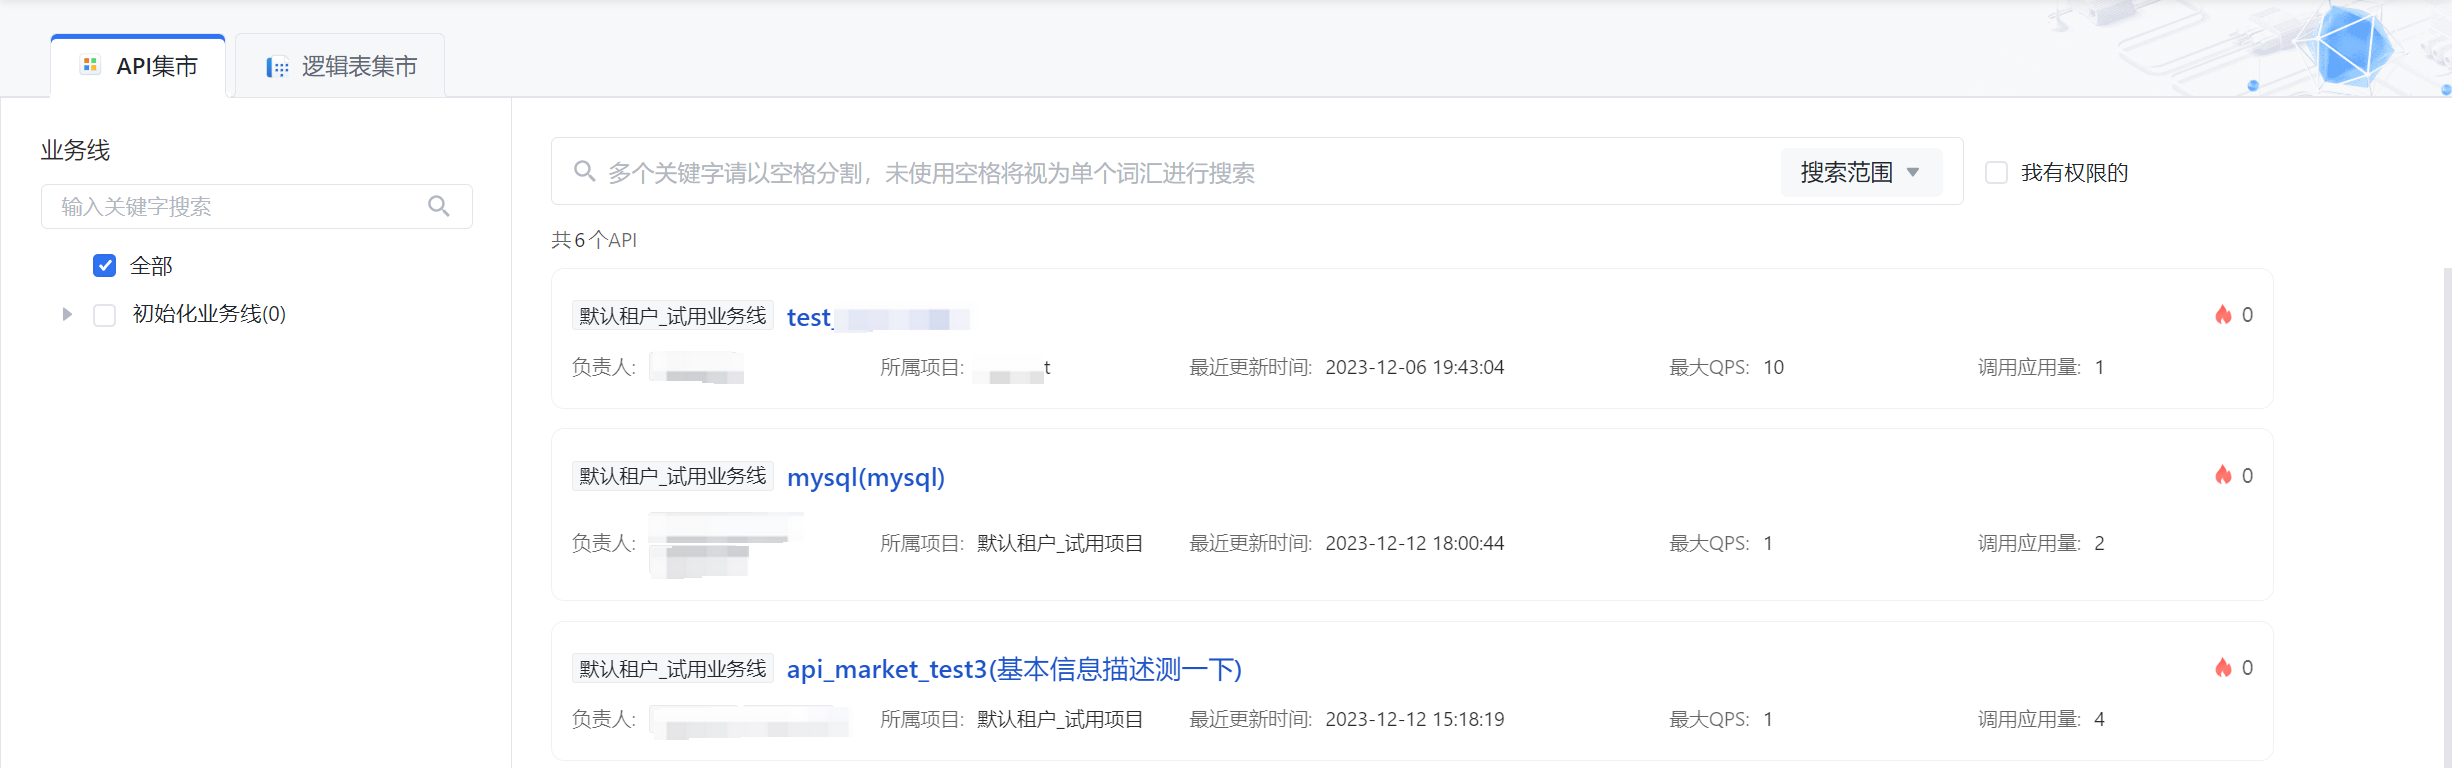 API集市
逻辑表集市
业务线
输入关键字搜索
全部
初始化业务线(0)
多个关键字请以空格分割，未使用空格将视为单个词汇进行搜索
搜索范围
我有权限的
共6个API
默认租户_试用业务线 test_ 0
负责人: 所属项目: t 最近更新时间: 2023-12-06 19:43:04 最大QPS: 10 调用应用量: 1
默认租户_试用业务线 mysql(mysql) 0
负责人: 所属项目: 默认租户_试用项目 最近更新时间: 2023-12-12 18:00:44 最大QPS: 1 调用应用量: 2
默认租户_试用业务线 api_market_test3(基本信息描述测一下) 0
负责人: 所属项目: 默认租户_试用项目 最近更新时间: 2023-12-12 15:18:19 最大QPS: 1 调用应用量: 4